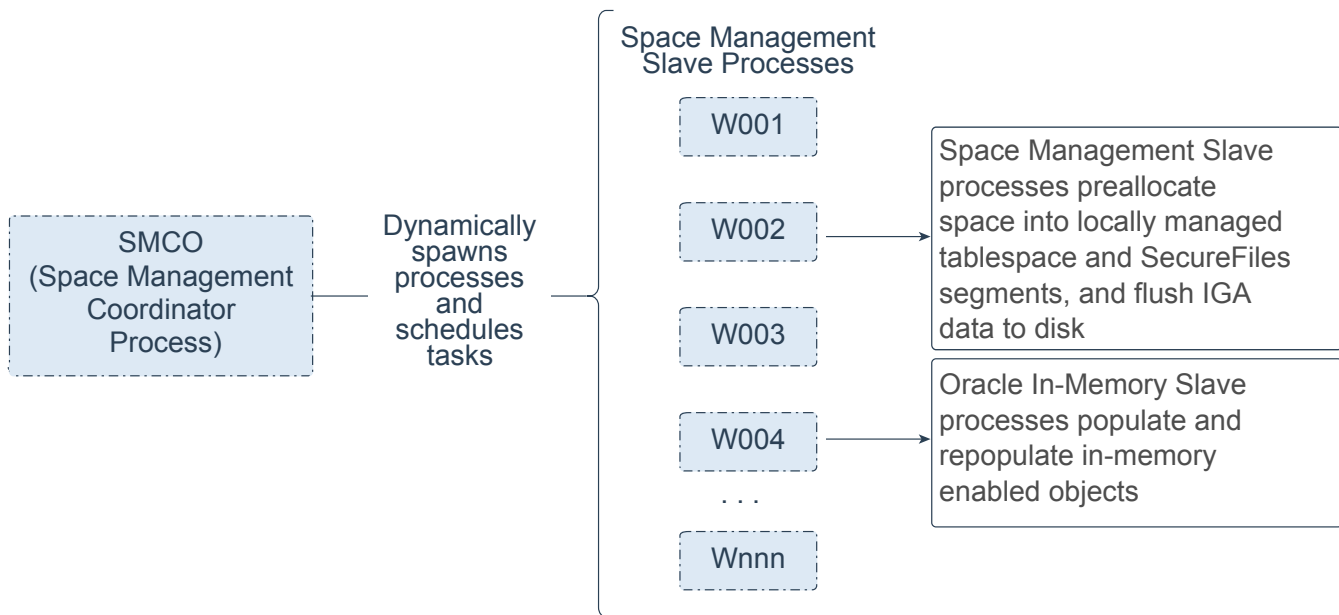 SMCO
(Space Management
Coordinator
Process)
Dynamically
spawns
processes
and
schedules
tasks
Space Management
Slave Processes
W001
W002
W003
W004
. . .
Wnnn
Space Management Slave
processes preallocate
space into locally managed
tablespace and SecureFiles
segments, and flush IGA
data to disk
Oracle In-Memory Slave
processes populate and
repopulate in-memory
enabled objects